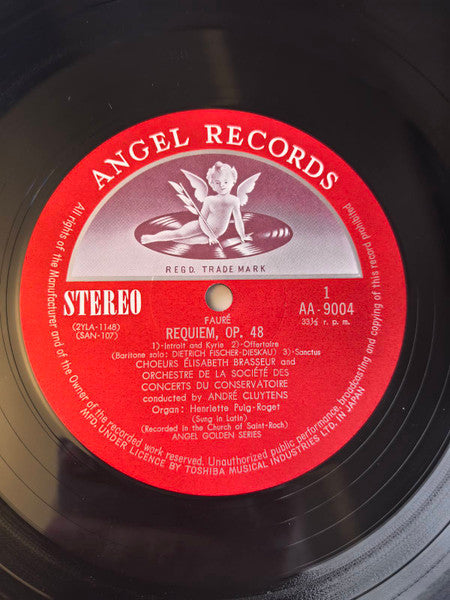 ANGEL RECORDS
REGD. TRADE MARK
STEREO
(2YLA-1148)
(SAN-107)
1
AA-9004
33⅓ r. p. m.
FAURÉ
REQUIEM, OP. 48
1)-Introit and Kyrie 2)-Offertaire
(Baritone solo: DIETRICH FISCHER-DIESKAU) 3)-Sanctus
CHOEURS ÉLISABETH BRASSEUR and
ORCHESTRE DE LA SOCIÉTÉ DES
CONCERTS DU CONSERVATOIRE
conducted by ANDRÉ CLUYTENS
Organ: Henriette Puig-Roget
(Sung in Latin)
(Recorded in the Church of Saint-Roch)
ANGEL GOLDEN SERIES
All rights of the Manufacturer and of the Owner of the recorded work reserved. Unauthorized public performance, broadcasting and copying of this record prohibited
MFD. UNDER LICENCE BY TOSHIBA MUSICAL INDUSTRIES LTD. IN JAPAN